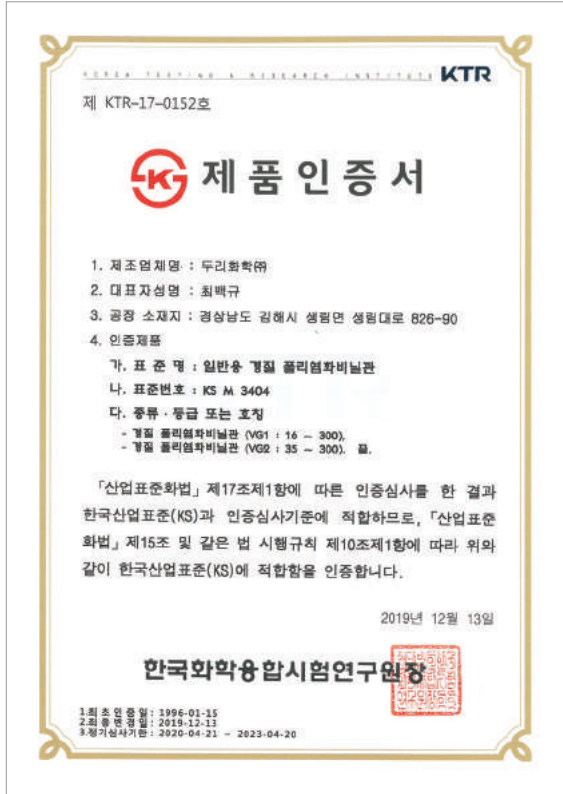 KOREA TESTING & RESEARCH INSTITUTE KTR
제 KTR-17-0152호
제품인증서
1. 제조업체명 : 두리화학㈜
2. 대표자성명 : 최백규
3. 공장 소재지 : 경상남도 김해시 생림면 생림대로 826-90
4. 인증제품
가. 표 준 명 : 일반용 경질 폴리염화비닐관
나. 표준번호 : KS M 3404
다. 종류·등급 또는 호칭
- 경질 폴리염화비닐관 (VG1 : 16 ~ 300),
- 경질 폴리염화비닐관 (VG2 : 35 ~ 300). 끝.
「산업표준화법」제17조제1항에 따른 인증심사를 한 결과
한국산업표준(KS)과 인증심사기준에 적합하므로,「산업표준
화법」제15조 및 같은 법 시행규칙 제10조제1항에 따라 위와
같이 한국산업표준(KS)에 적합함을 인증합니다.
2019년 12월 13일
한국화학융합시험연구원장
1.최초인증일: 1996-01-15
2.최종변경일: 2019-12-13
3.정기심사기한: 2020-04-21 ~ 2023-04-20